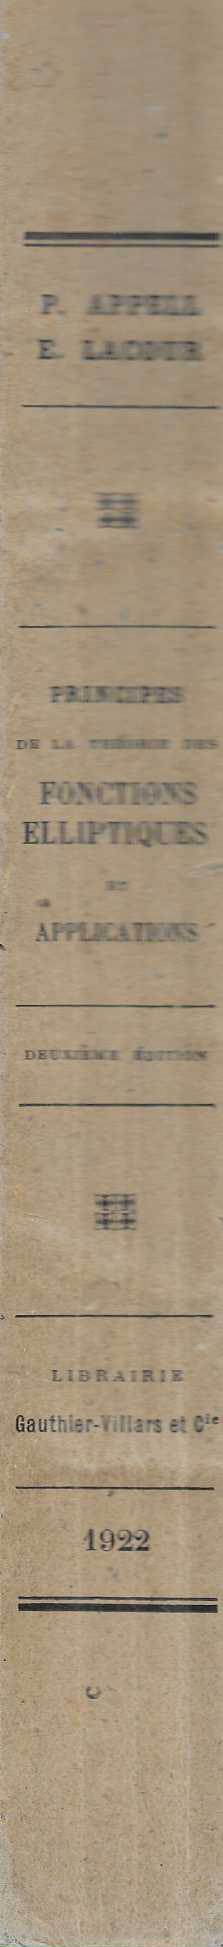 P. APPELL
E. LACOUR
PRINCIPES
DE LA THÉORIE DES
FONCTIONS
ELLIPTIQUES
ET
APPLICATIONS
DEUXIÈME ÉDITION
LIBRAIRIE
Gauthier-Villars et Cie
1922